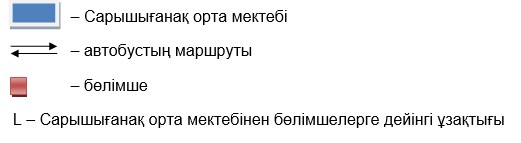 – Сарышығанақ орта мектебі
– автобустың маршруты
– бөлімше
L – Сарышығанақ орта мектебінен бөлімшелерге дейінгі ұзақтығы